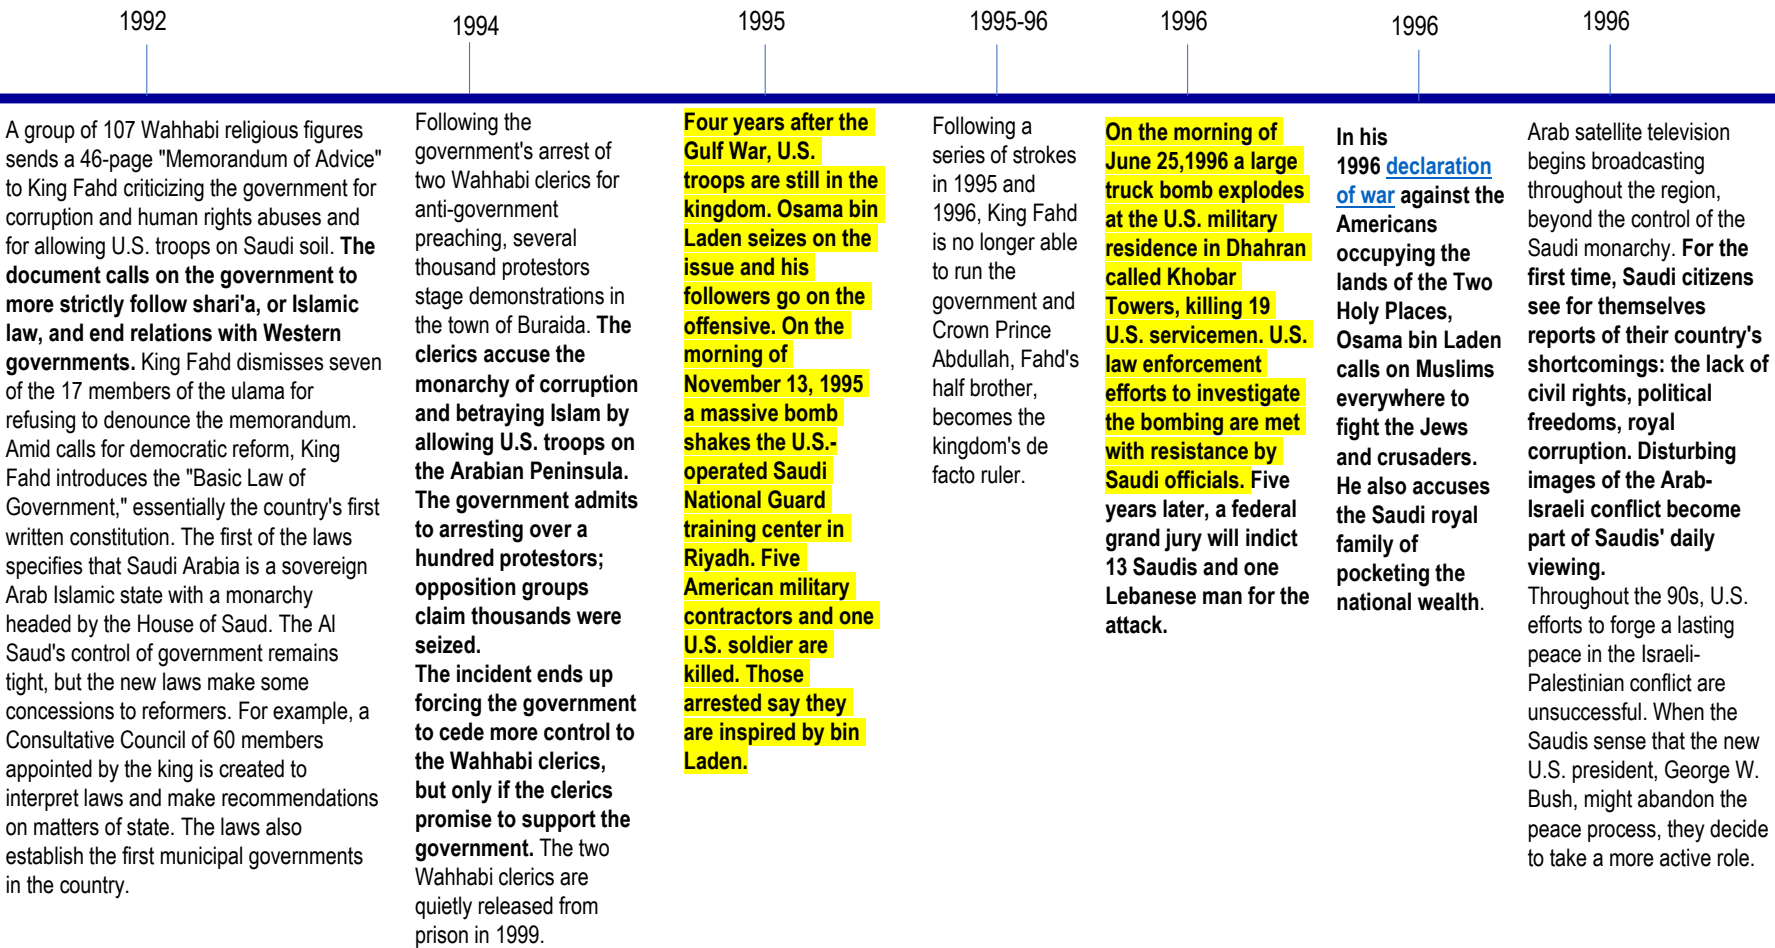 1992
1994
1995
1995-96
1996
1996
1996
A group of 107 Wahhabi religious figures
sends a 46-page "Memorandum of Advice"
to King Fahd criticizing the government for
corruption and human rights abuses and
for allowing U.S. troops on Saudi soil. The
document calls on the government to
more strictly follow shari'a, or Islamic
law, and end relations with Western
governments. King Fahd dismisses seven
of the 17 members of the ulama for
refusing to denounce the memorandum.
Amid calls for democratic reform, King
Fahd introduces the "Basic Law of
Government," essentially the country's first
written constitution. The first of the laws
specifies that Saudi Arabia is a sovereign
Arab Islamic state with a monarchy
headed by the House of Saud. The Al
Saud's control of government remains
tight, but the new laws make some
concessions to reformers. For example, a
Consultative Council of 60 members
appointed by the king is created to
interpret laws and make recommendations
on matters of state. The laws also
establish the first municipal governments
in the country.
Following the
government's arrest of
two Wahhabi clerics for
anti-government
preaching, several
thousand protestors
stage demonstrations in
the town of Buraida. The
clerics accuse the
monarchy of corruption
and betraying Islam by
allowing U.S. troops on
the Arabian Peninsula.
The government admits
to arresting over a
hundred protestors;
opposition groups
claim thousands were
seized.
The incident ends up
forcing the government
to cede more control to
the Wahhabi clerics,
but only if the clerics
promise to support the
government. The two
Wahhabi clerics are
quietly released from
prison in 1999.
Four years after the
Gulf War, U.S.
troops are still in the
kingdom. Osama bin
Laden seizes on the
issue and his
followers go on the
offensive. On the
morning of
November 13, 1995
a massive bomb
shakes the U.S.-
operated Saudi
National Guard
training center in
Riyadh. Five
American military
contractors and one
U.S. soldier are
killed. Those
arrested say they
are inspired by bin
Laden.
Following a
series of strokes
in 1995 and
1996, King Fahd
is no longer able
to run the
government and
Crown Prince
Abdullah, Fahd's
half brother,
becomes the
kingdom's de
facto ruler.
On the morning of
June 25,1996 a large
truck bomb explodes
at the U.S. military
residence in Dhahran
called Khobar
Towers, killing 19
U.S. servicemen. U.S.
law enforcement
efforts to investigate
the bombing are met
with resistance by
Saudi officials. Five
years later, a federal
grand jury will indict
13 Saudis and one
Lebanese man for the
attack.
In his
1996 declaration
of war against the
Americans
occupying the
lands of the Two
Holy Places,
Osama bin Laden
calls on Muslims
everywhere to
fight the Jews
and crusaders.
He also accuses
the Saudi royal
family of
pocketing the
national wealth.
Arab satellite television
begins broadcasting
throughout the region,
beyond the control of the
Saudi monarchy. For the
first time, Saudi citizens
see for themselves
reports of their country's
shortcomings: the lack of
civil rights, political
freedoms, royal
corruption. Disturbing
images of the Arab-
Israeli conflict become
part of Saudis' daily
viewing.
Throughout the 90s, U.S.
efforts to forge a lasting
peace in the Israeli-
Palestinian conflict are
unsuccessful. When the
Saudis sense that the new
U.S. president, George W.
Bush, might abandon the
peace process, they decide
to take a more active role.